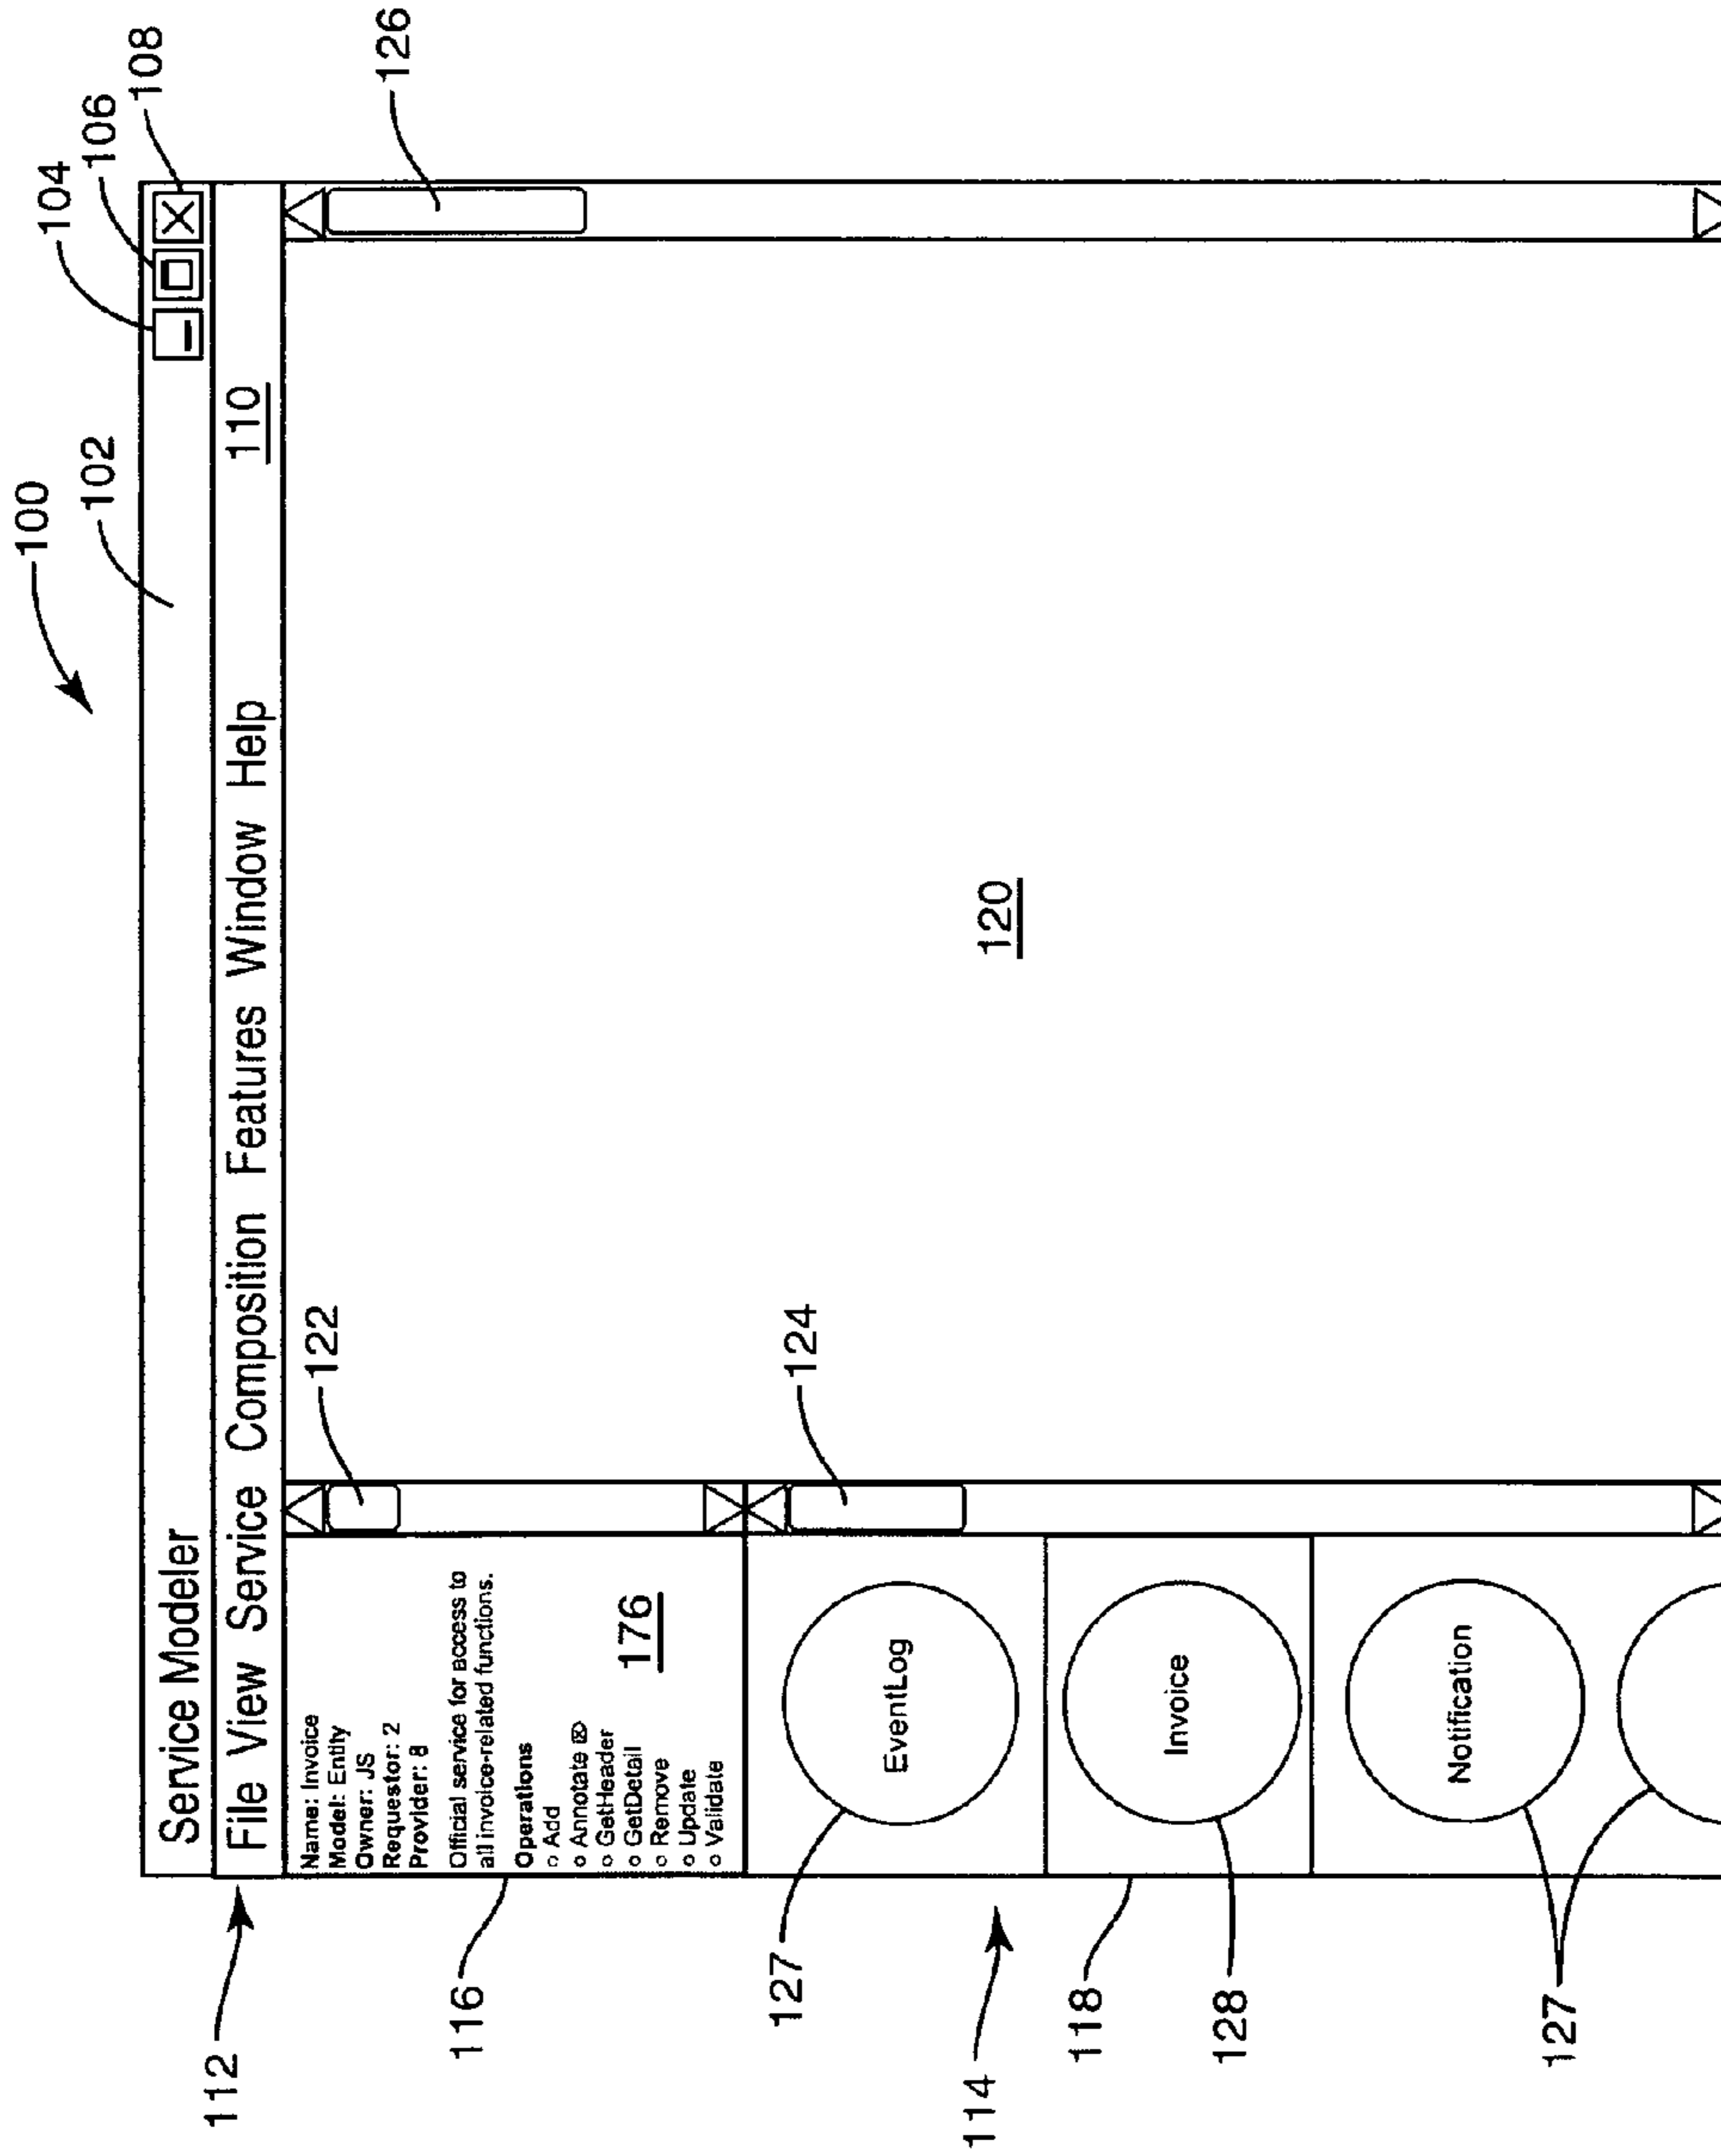 100
102
104
106
108
Service Modeler
112
File View Service Composition Features Window Help
110
126
122
Name: Invoice
Model: Entity
Owner: JS
Requestor: 2
Provider: 8
Official service for access to
all invoice-related functions.
Operations
o Add
o Annotate
o GetHeader
o GetDetail
o Remove
o Update
o Validate
176
116
124
120
127
EventLog
114
118
Invoice
128
Notification
127